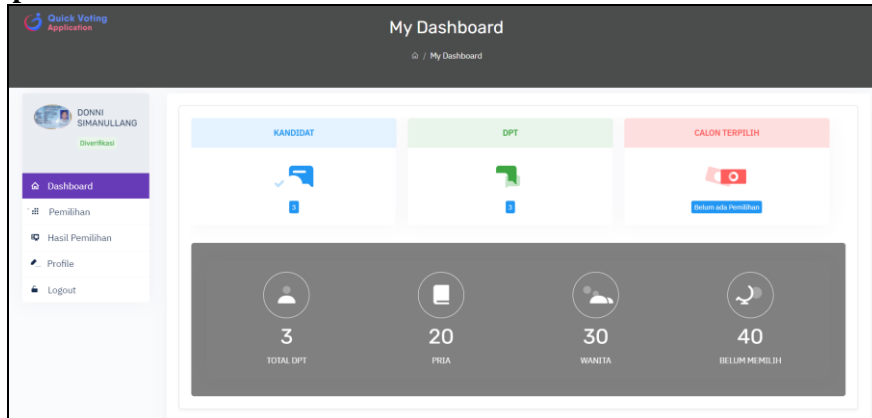 Quick Voting
Application
My Dashboard
/ My Dashboard
DONNI
SIMANULLANG
Diverifikasi
Dashboard
Pemilihan
Hasil Pemilihan
Profile
Logout
KANDIDAT
3
DPT
3
CALON TERPILIH
Belum ada Pemilihan
3
TOTAL DPT
20
PRIA
30
WANITA
40
BELUM MEMILIH